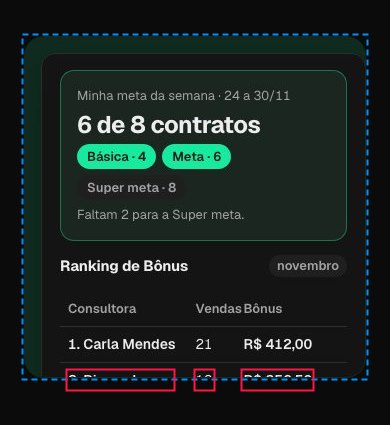 Minha meta da semana · 24 a 30/11
6 de 8 contratos
Básica · 4 Meta · 6
Super meta · 8
Faltam 2 para a Super meta.
Ranking de Bônus novembro
Consultora Vendas Bônus
1. Carla Mendes 21 R$ 412,00